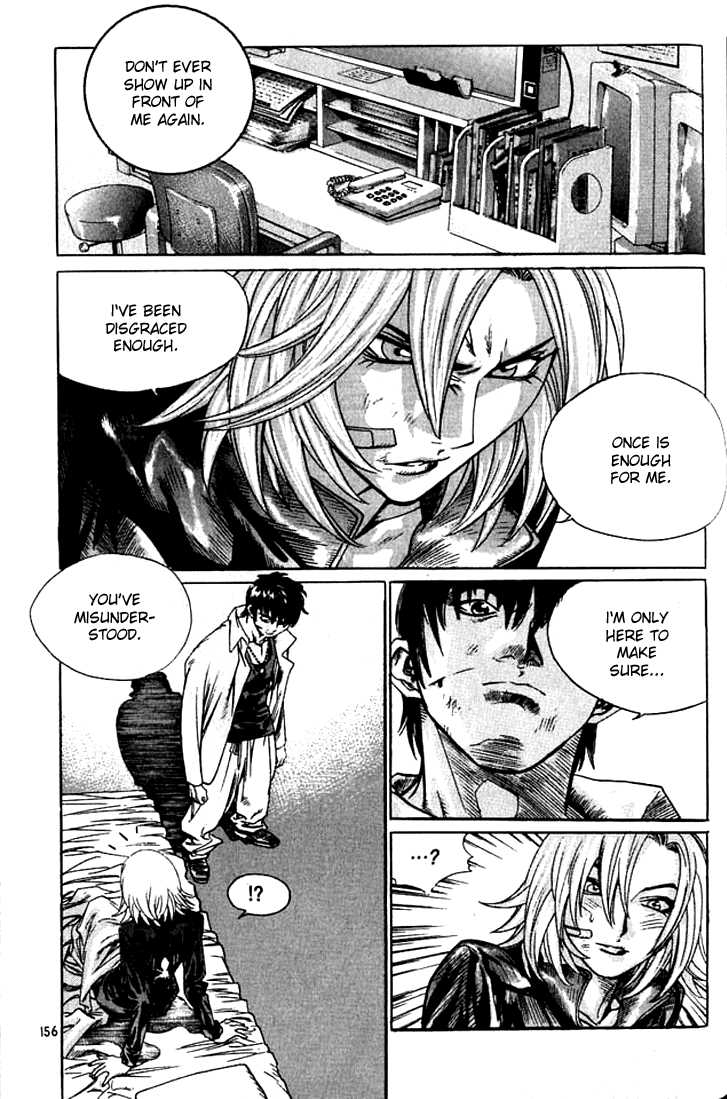 DON'T EVER
SHOW UP IN
FRONT OF
ME AGAIN.
I'VE BEEN
DISGRACED
ENOUGH.
ONCE IS
ENOUGH
FOR ME.
YOU'VE
MISUNDER-
STOOD.
!?
I'M ONLY
HERE TO
MAKE
SURE...
...?
156